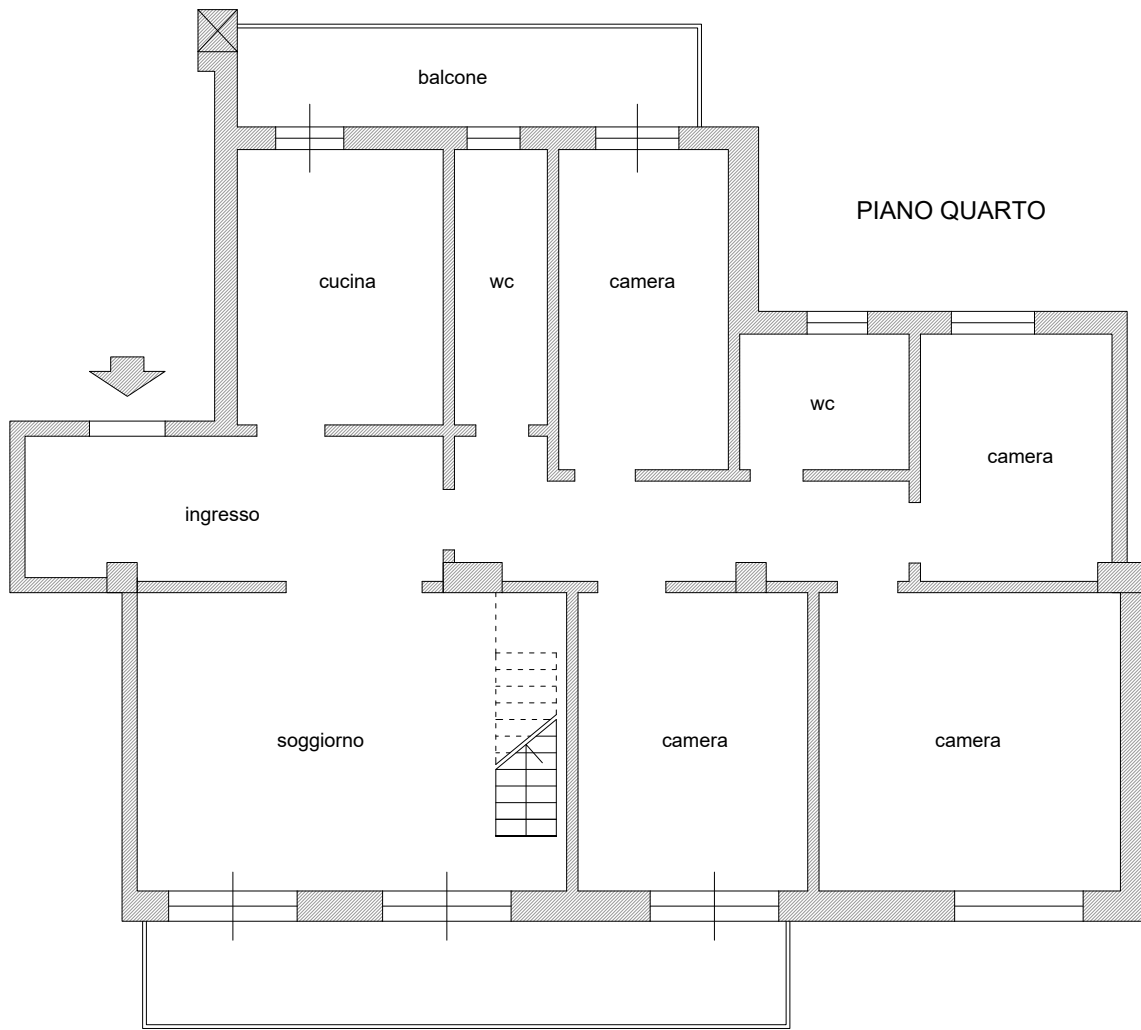 balcone
PIANO QUARTO
cucina
wc
camera
wc
camera
ingresso
soggiorno
camera
camera